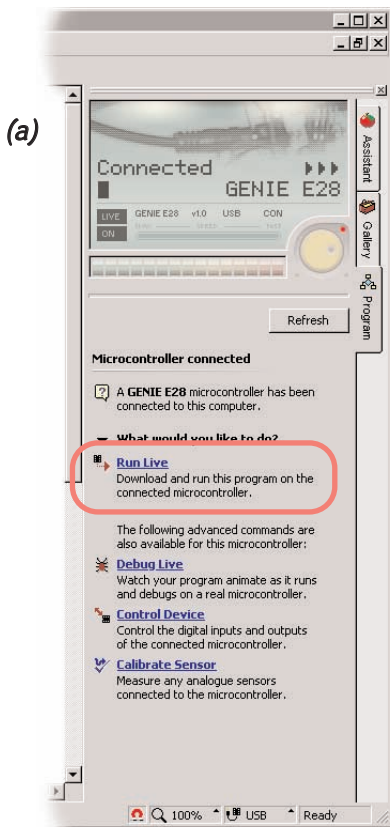 (a)
Connected
GENIE E28
LIVE GENIE E28 v1.0 USB CON
ON
Assistant
Gallery
Program
Refresh
Microcontroller connected
A GENIE E28 microcontroller has been
connected to this computer.
What would you like to do?
Run Live
Download and run this program on the
connected microcontroller.
The following advanced commands are
also available for this microcontroller:
Debug Live
Watch your program animate as it runs
and debugs on a real microcontroller.
Control Device
Control the digital inputs and outputs
of the connected microcontroller.
Calibrate Sensor
Measure any analogue sensors
connected to the microcontroller.
100% USB Ready